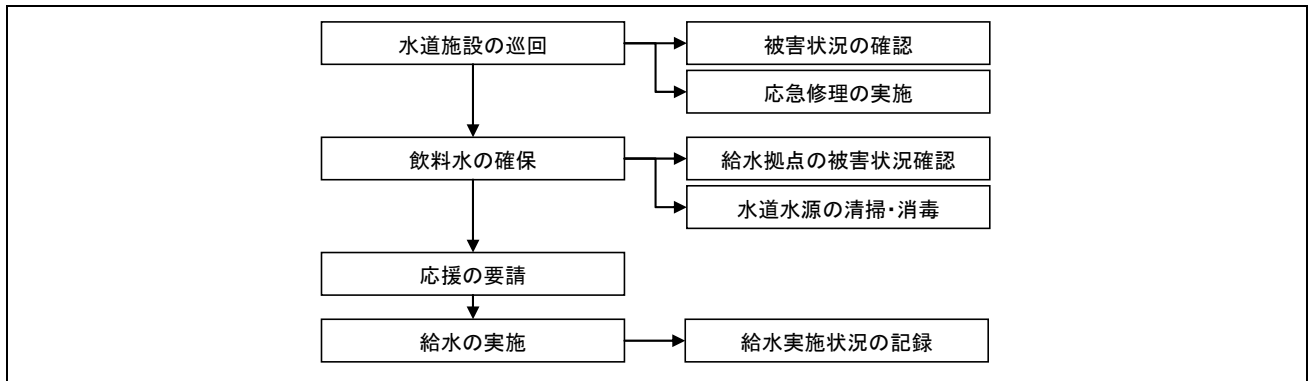 水道施設の巡回
被害状況の確認
応急修理の実施
飲料水の確保
給水拠点の被害状況確認
水道水源の清掃・消毒
応援の要請
給水の実施
給水実施状況の記録